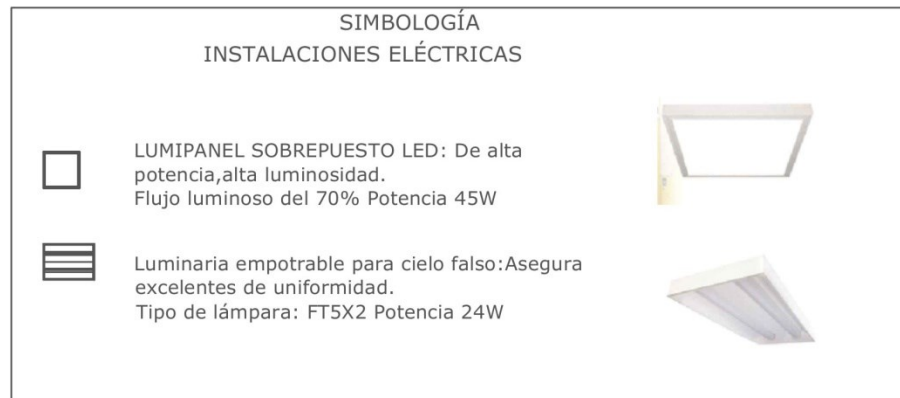 SIMBOLOGÍA
INSTALACIONES ELÉCTRICAS
LUMIPANEL SOBREPUESTO LED: De alta
potencia,alta luminosidad.
Flujo luminoso del 70% Potencia 45W
Luminaria empotrable para cielo falso:Asegura
excelentes de uniformidad.
Tipo de lámpara: FT5X2 Potencia 24W